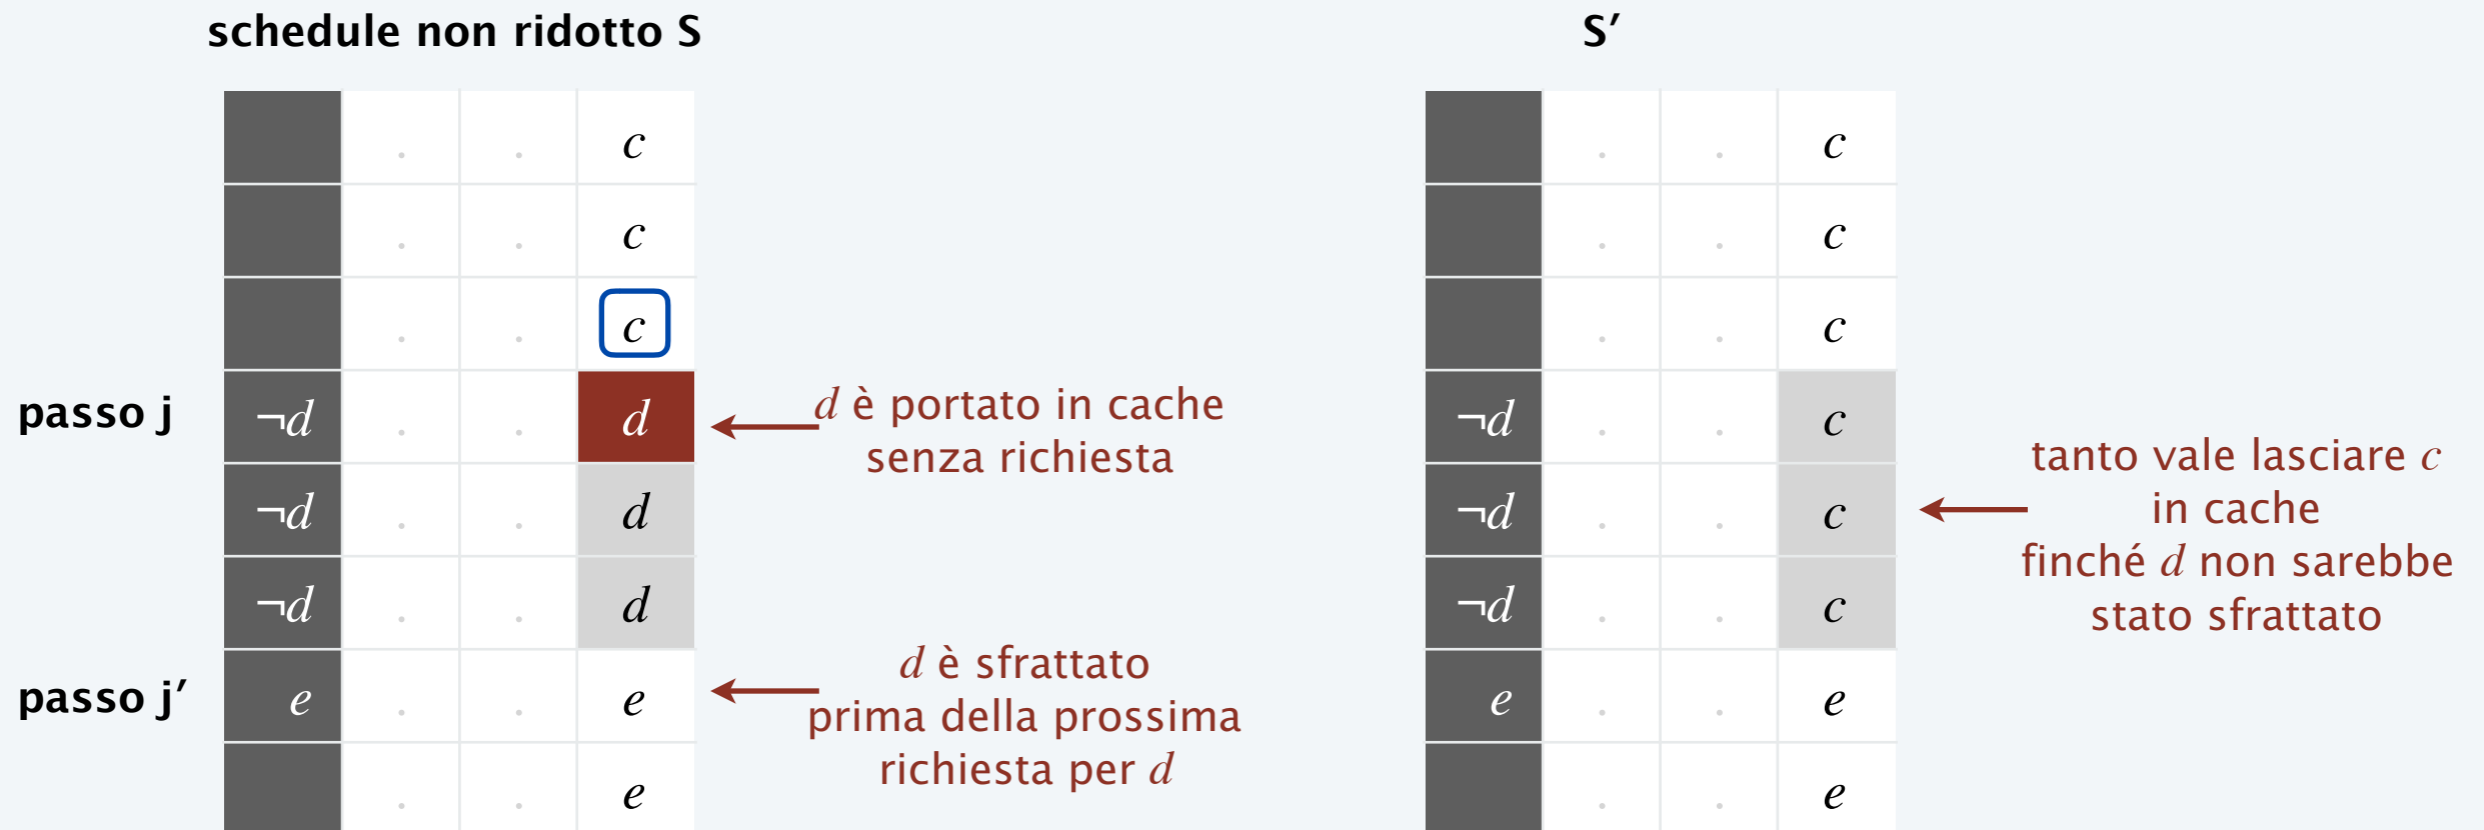 schedule non ridotto S
S′
. . c
. . c
. . c
. . c
. . c
. . c
passo j ¬d . . d
d è portato in cache
senza richiesta
¬d . . c
¬d . . d
¬d . . c
tanto vale lasciare c
in cache
finché d non sarebbe
stato sfrattato
¬d . . d
¬d . . c
passo j′ e . . e
d è sfrattato
prima della prossima
richiesta per d
e . . e
. . e
. . e